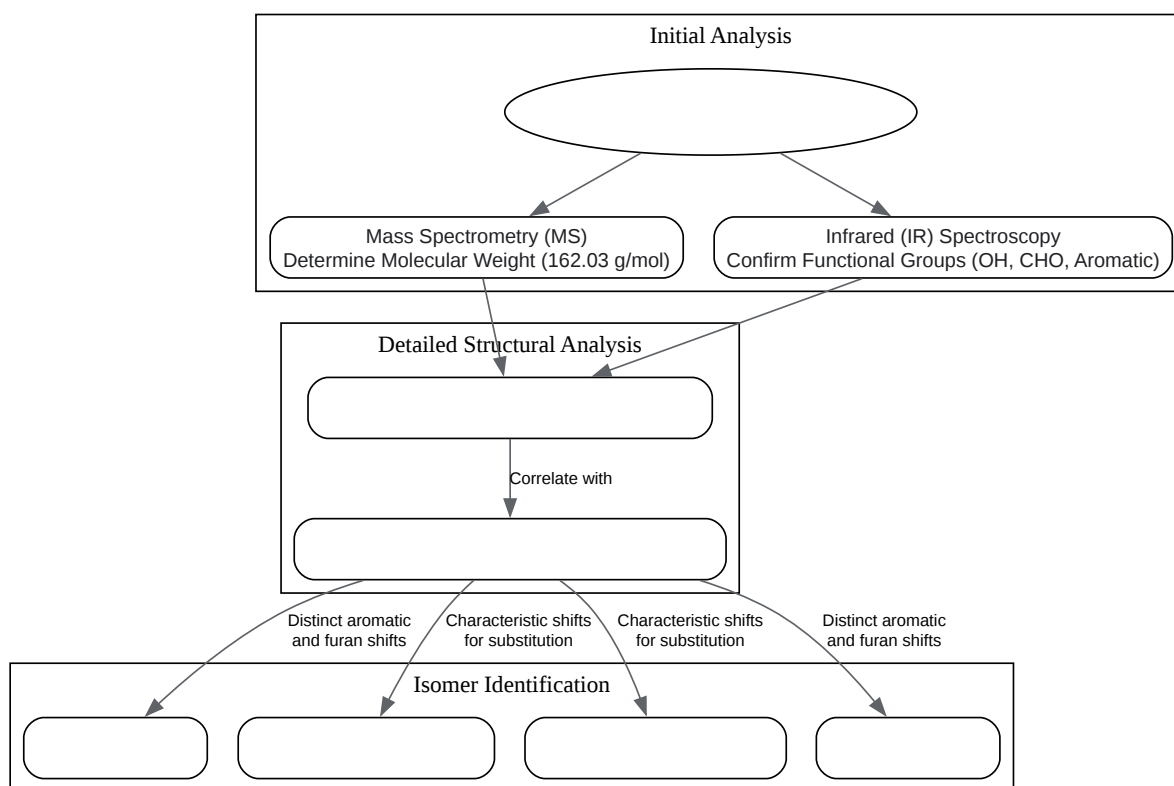 Initial Analysis
Mass Spectrometry (MS)
Determine Molecular Weight (162.03 g/mol)
Infrared (IR) Spectroscopy
Confirm Functional Groups (OH, CHO, Aromatic)
Detailed Structural Analysis
Correlate with
Distinct aromatic
and furan shifts
Characteristic shifts
for substitution
Characteristic shifts
for substitution
Distinct aromatic
and furan shifts
Isomer Identification